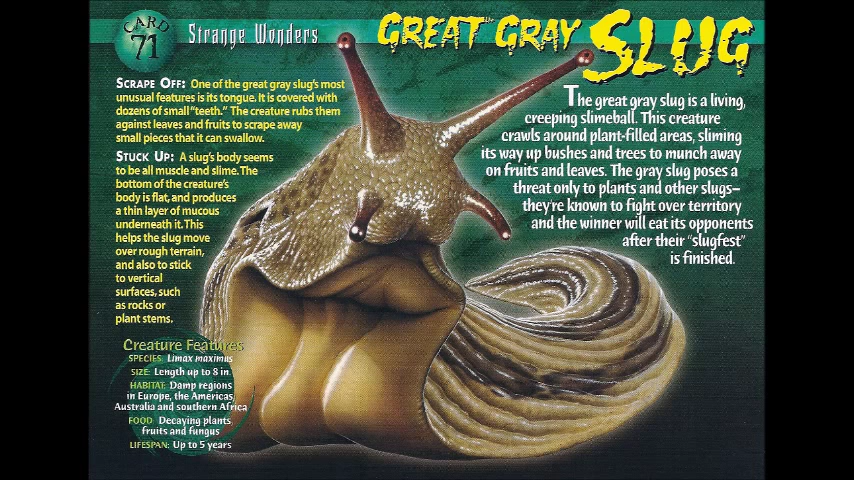 CARD
71
Strange Wonders
GREAT GRAY SLUG
SCRAPE OFF: One of the great gray slug's most
unusual features is its tongue. It is covered with
dozens of small "teeth." The creature rubs them
against leaves and fruits to scrape away
small pieces that it can swallow.
STUCK UP: A slug's body seems
to be all muscle and slime. The
bottom of the creature's
body is flat, and produces
a thin layer of mucous
underneath it. This
helps the slug move
over rough terrain,
and also to stick
to vertical
surfaces, such
as rocks or
plant stems.
The great gray slug is a living,
creeping slimeball. This creature
crawls around plant-filled areas, sliming
its way up bushes and trees to munch away
on fruits and leaves. The gray slug poses a
threat only to plants and other slugs–
they're known to fight over territory
and the winner will eat its opponents
after their "slugfest"
is finished.
Creature Features
SPECIES: Limax maximus
SIZE: Length up to 8 in.
HABITAT: Damp regions
in Europe, the Americas,
Australia and southern Africa
FOOD: Decaying plants,
fruits and fungus
LIFESPAN: Up to 5 years